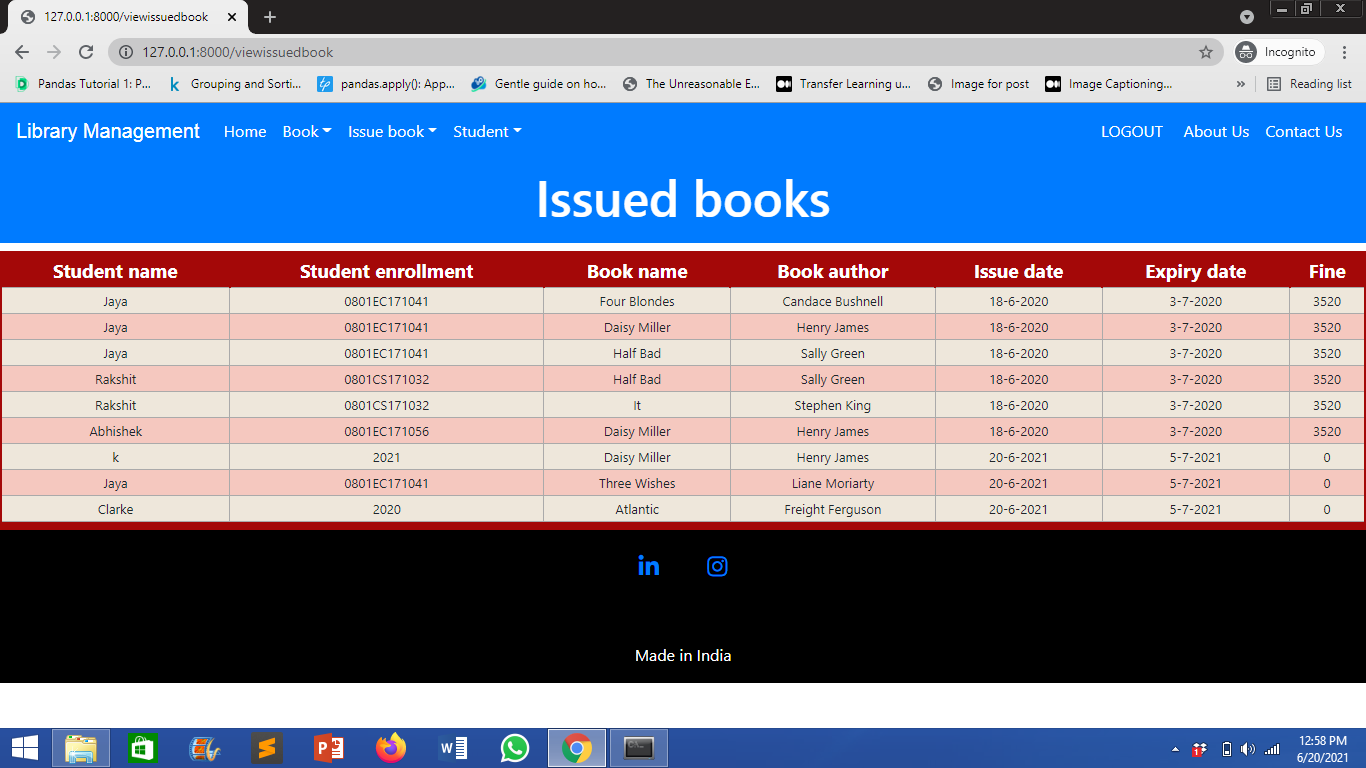 127.0.0.1:8000/viewissuedbook
127.0.0.1:8000/viewissuedbook Incognito
Pandas Tutorial 1: P... Grouping and Sorti... pandas.apply(): App... Gentle guide on ho... The Unreasonable E... Transfer Learning u... Image for post Image Captioning... » Reading list
Library Management Home Book Issue book Student LOGOUT About Us Contact Us
Issued books
Student name Student enrollment Book name Book author Issue date Expiry date Fine
Jaya 0801EC171041 Four Blondes Candace Bushnell 18-6-2020 3-7-2020 3520
Jaya 0801EC171041 Daisy Miller Henry James 18-6-2020 3-7-2020 3520
Jaya 0801EC171041 Half Bad Sally Green 18-6-2020 3-7-2020 3520
Rakshit 0801CS171032 Half Bad Sally Green 18-6-2020 3-7-2020 3520
Rakshit 0801CS171032 It Stephen King 18-6-2020 3-7-2020 3520
Abhishek 0801EC171056 Daisy Miller Henry James 18-6-2020 3-7-2020 3520
k 2021 Daisy Miller Henry James 20-6-2021 5-7-2021 0
Jaya 0801EC171041 Three Wishes Liane Moriarty 20-6-2021 5-7-2021 0
Clarke 2020 Atlantic Freight Ferguson 20-6-2021 5-7-2021 0
in
Made in India
12:58 PM
6/20/2021